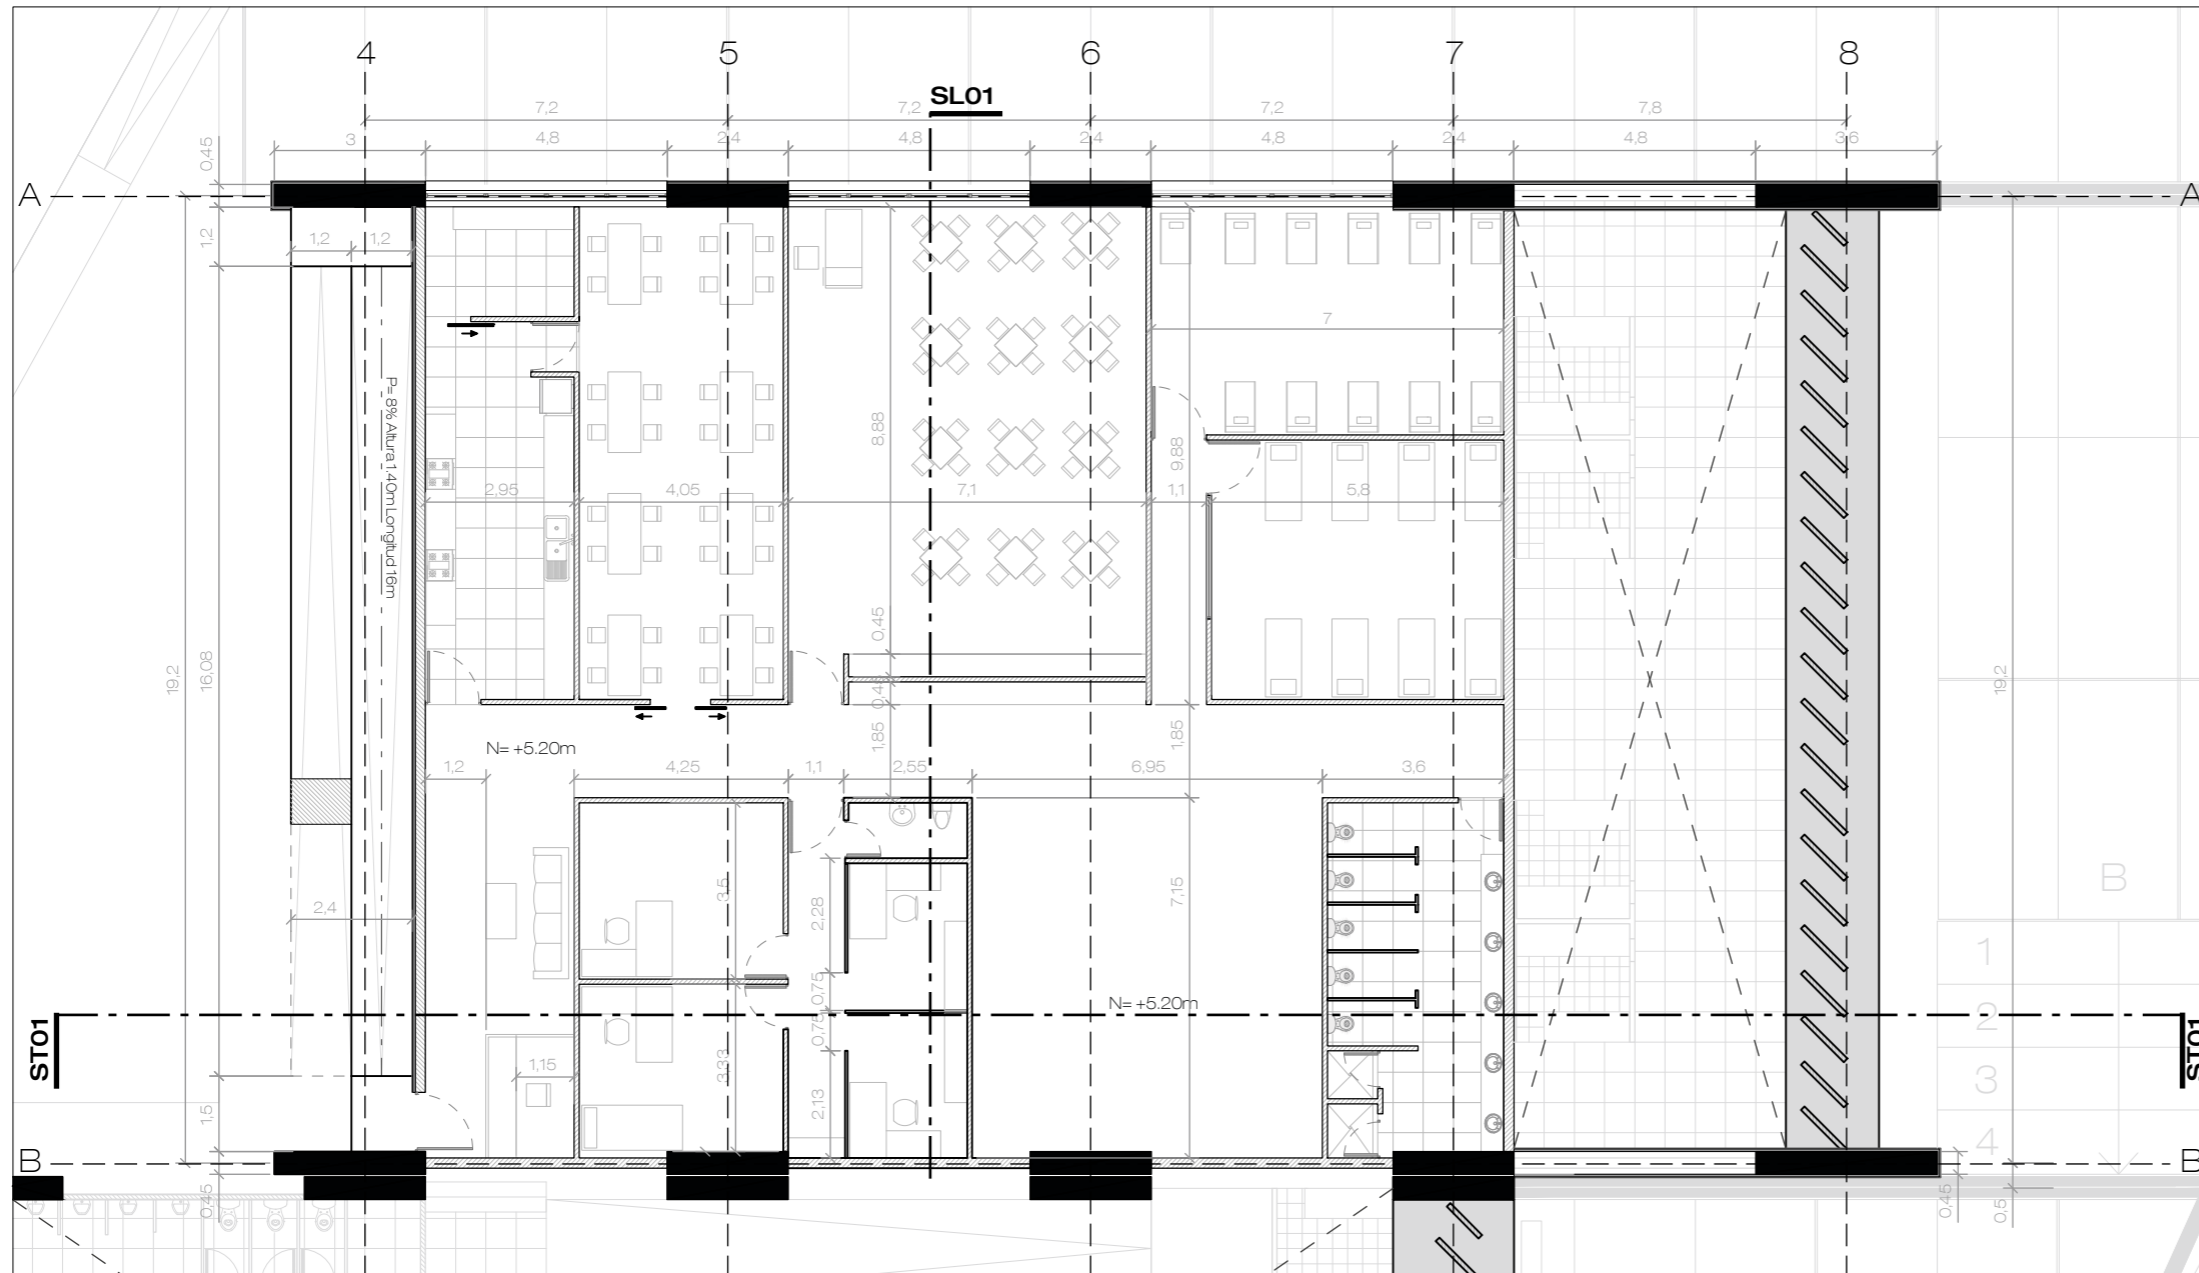 4 5 6 7 8
SL01
7,2 7,2 7,2 7,8
3 4,8 2,4 4,8 2,4 4,8 2,4 4,8 3,6
0,45
A A
1,2
1,2 1,2
7
P= 8% Altura 1.40m Longitud 16m
8,88
9,88
2,95 4,05 7,1 1,1 5,8
0,45
19,2
16,08
19,2
0,45
1,85
1,85
N= +5.20m
1,2 4,25 1,1 2,55 6,95 3,6
B
3,5
7,15
2,4
2,28
1
0,75
N= +5.20m
2
ST01
0,75
ST01
1,15
3,33
3
2,13
1,5
4
B B
0,45
0,45
0,5